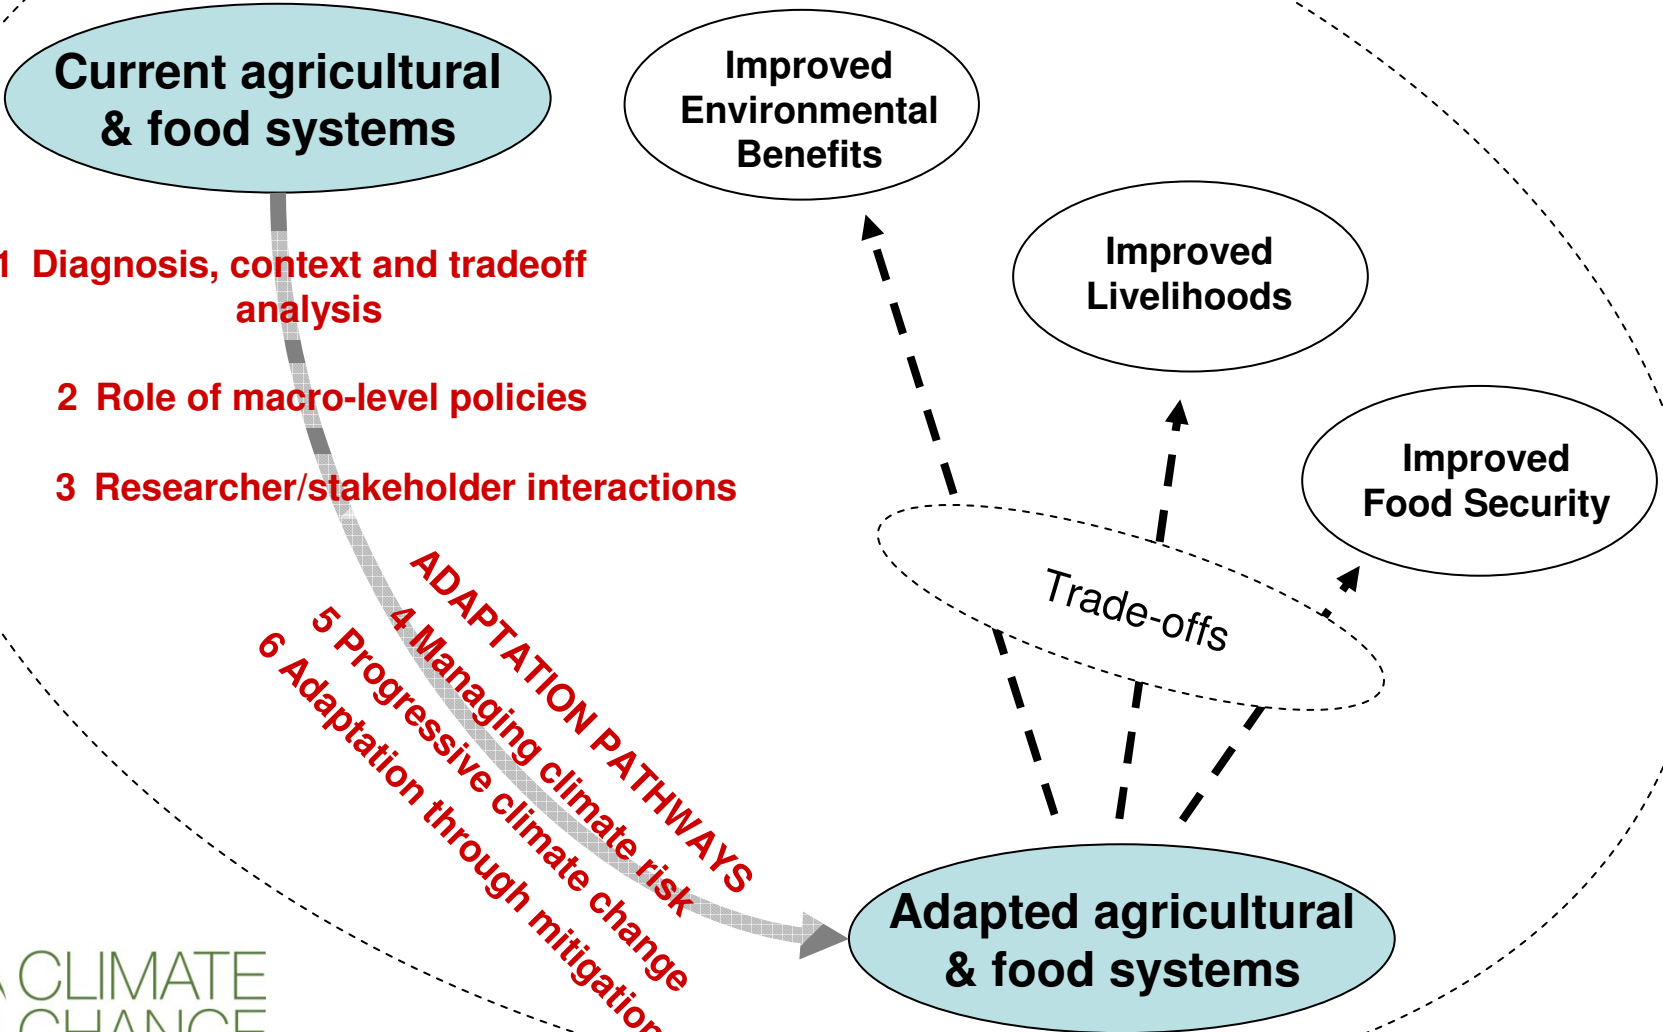 Current agricultural
& food systems
Improved
Environmental
Benefits
Improved
Livelihoods
1 Diagnosis, context and tradeoff
analysis
2 Role of macro-level policies
3 Researcher/stakeholder interactions
Improved
Food Security
Trade-offs
ADAPTATION PATHWAYS
4 Managing climate risk
5 Progressive climate change
6 Adaptation through mitigation
Adapted agricultural
& food systems
CLIMATE
CHANGE